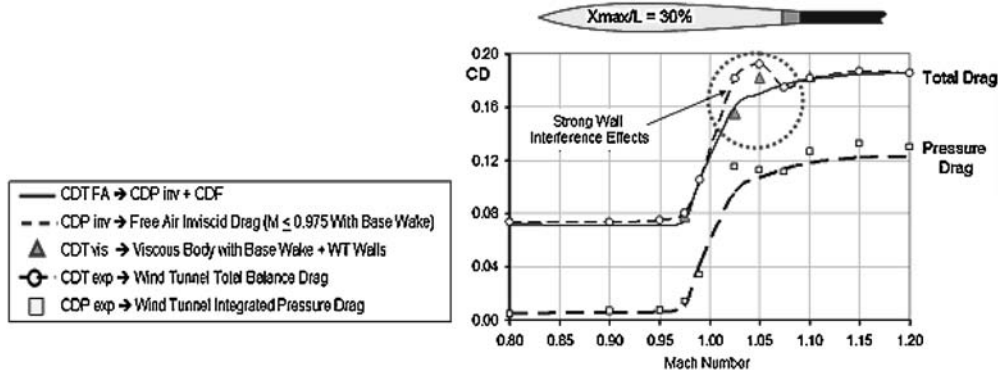 Xmax/L = 30%
0.20
CD
0.16
0.12
0.08
0.04
0.00
Total Drag
Strong Wall
Interference Effects
Pressure
Drag
CDT FA → CDP inv + CDF
CDP inv → Free Air Inviscid Drag (M ≤ 0.975 With Base Wake)
CDT vis → Viscous Body with Base Wake + WT Walls
CDT exp → Wind Tunnel Total Balance Drag
CDP exp → Wind Tunnel Integrated Pressure Drag
0.80 0.85 0.90 0.95 1.00 1.05 1.10 1.15 1.20
Mach Number